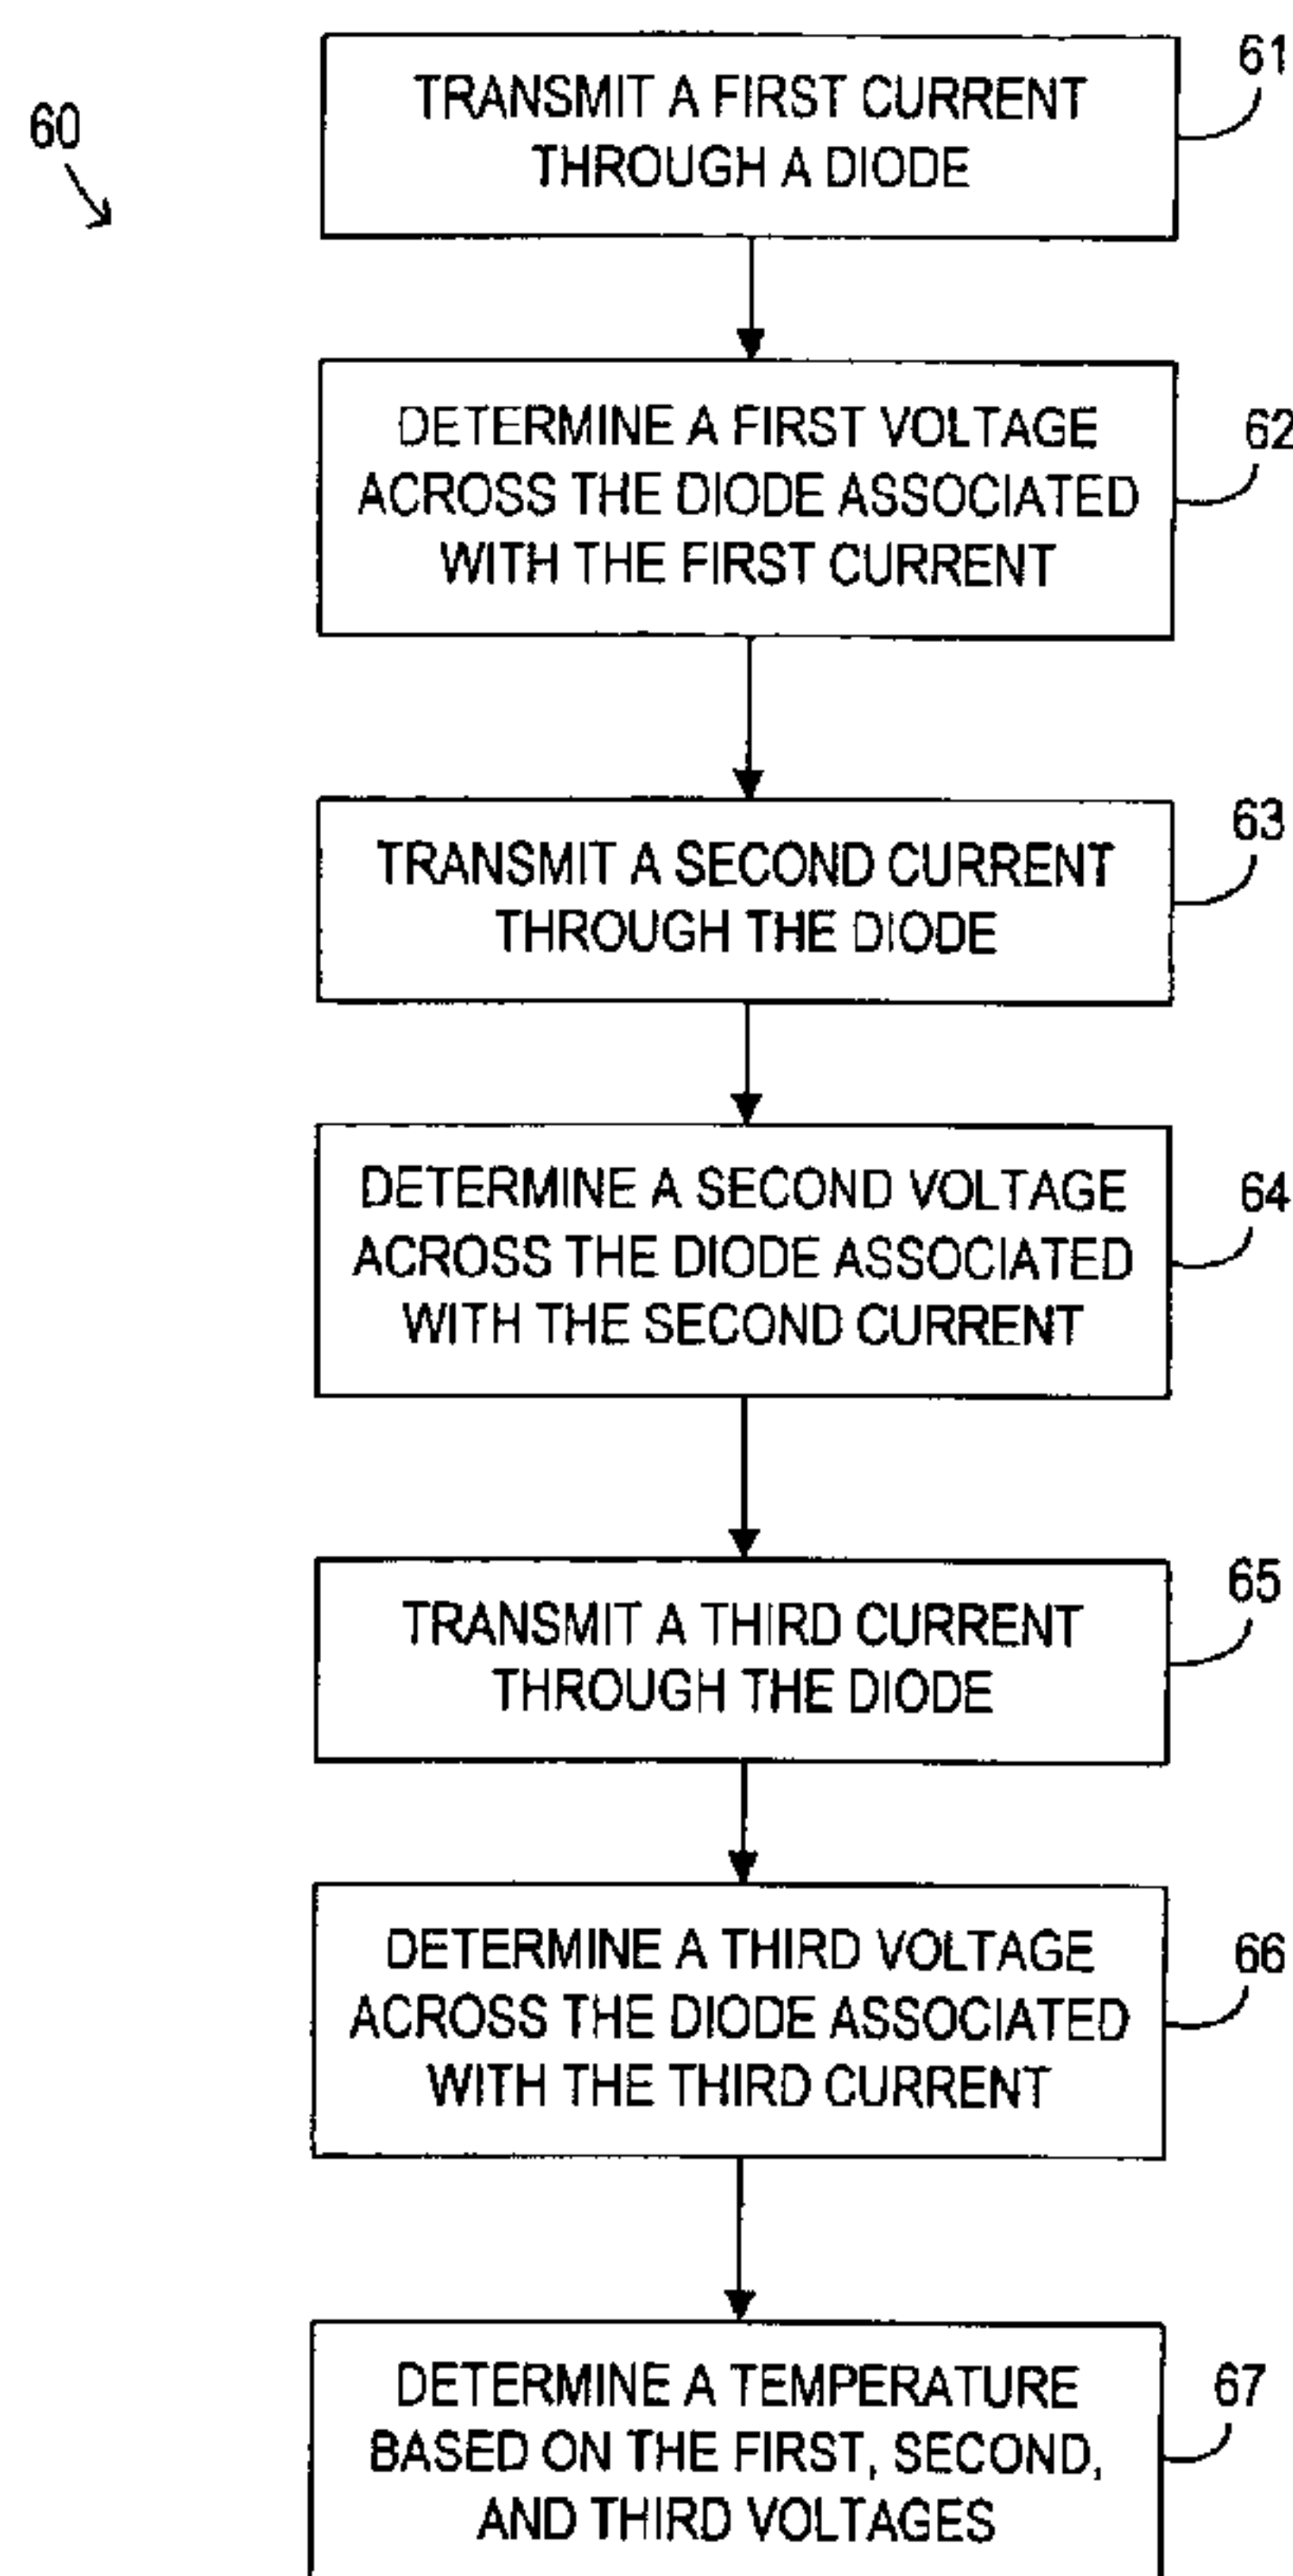 60
TRANSMIT A FIRST CURRENT
THROUGH A DIODE
61
DETERMINE A FIRST VOLTAGE
ACROSS THE DIODE ASSOCIATED
WITH THE FIRST CURRENT
62
TRANSMIT A SECOND CURRENT
THROUGH THE DIODE
63
DETERMINE A SECOND VOLTAGE
ACROSS THE DIODE ASSOCIATED
WITH THE SECOND CURRENT
64
TRANSMIT A THIRD CURRENT
THROUGH THE DIODE
65
DETERMINE A THIRD VOLTAGE
ACROSS THE DIODE ASSOCIATED
WITH THE THIRD CURRENT
66
DETERMINE A TEMPERATURE
BASED ON THE FIRST, SECOND,
AND THIRD VOLTAGES
67